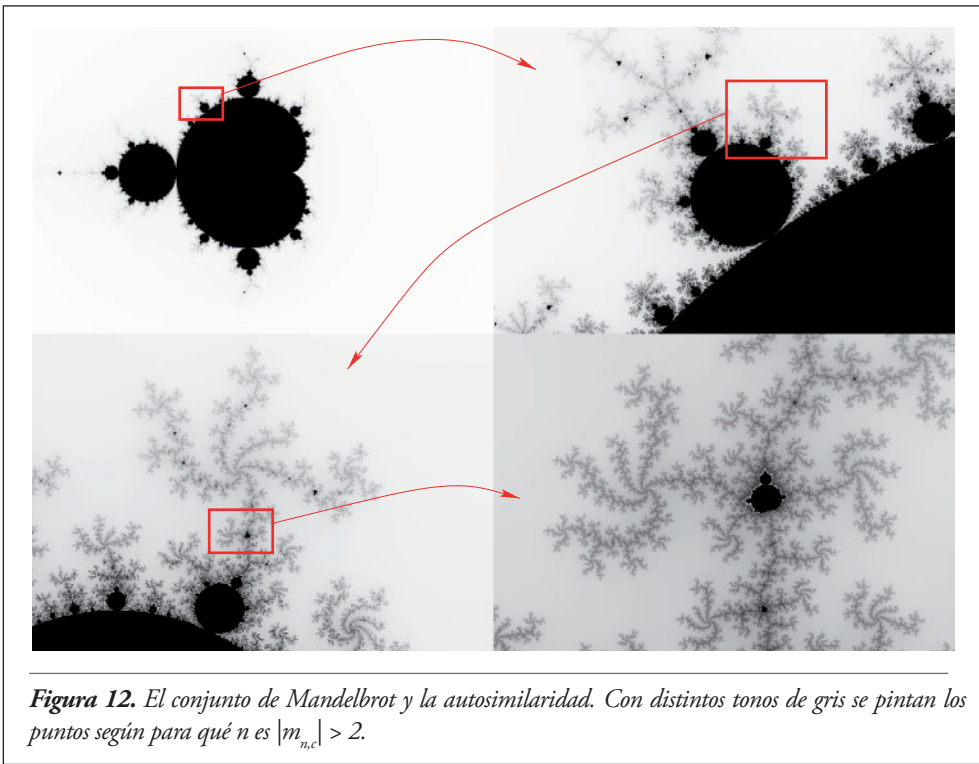 Figura 12. El conjunto de Mandelbrot y la autosimilaridad. Con distintos tonos de gris se pintan los
puntos según para qué n es |m_{n,c}| > 2.